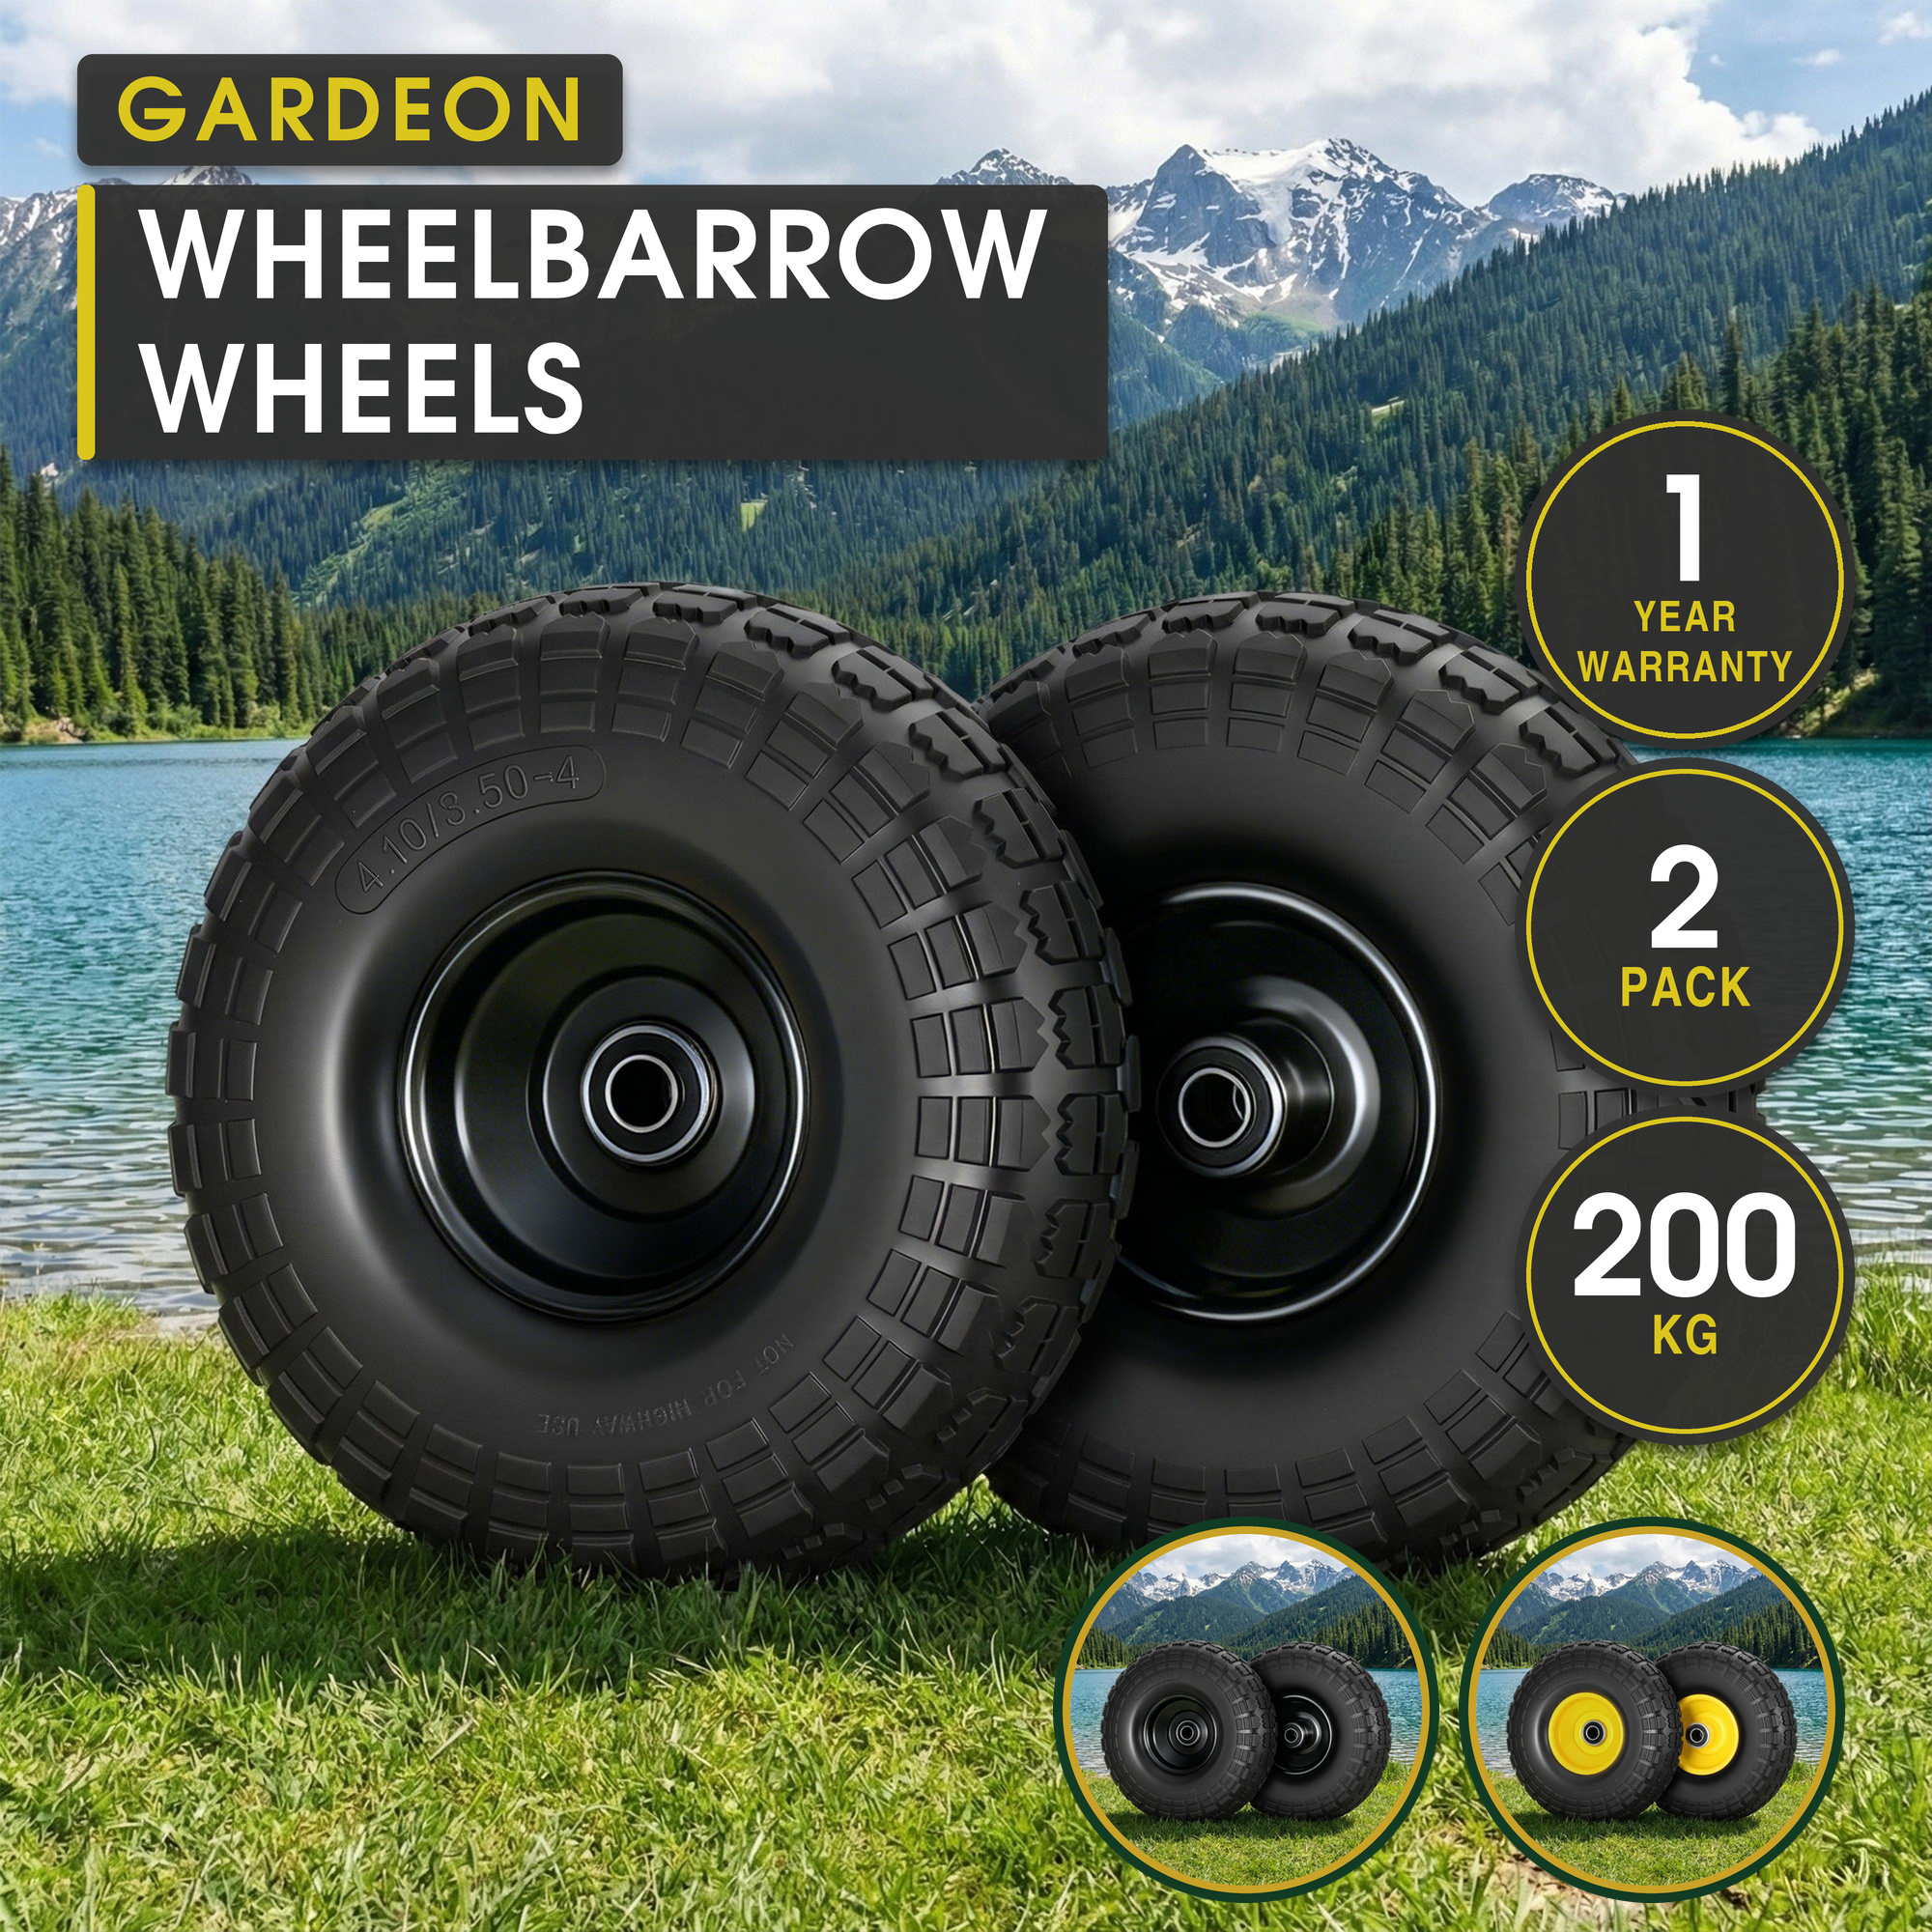 GARDEON
WHEELBARROW
WHEELS
1
YEAR
WARRANTY
4.10/3.50-4
2
PACK
200
KG
NOT FOR HIGHWAY USE